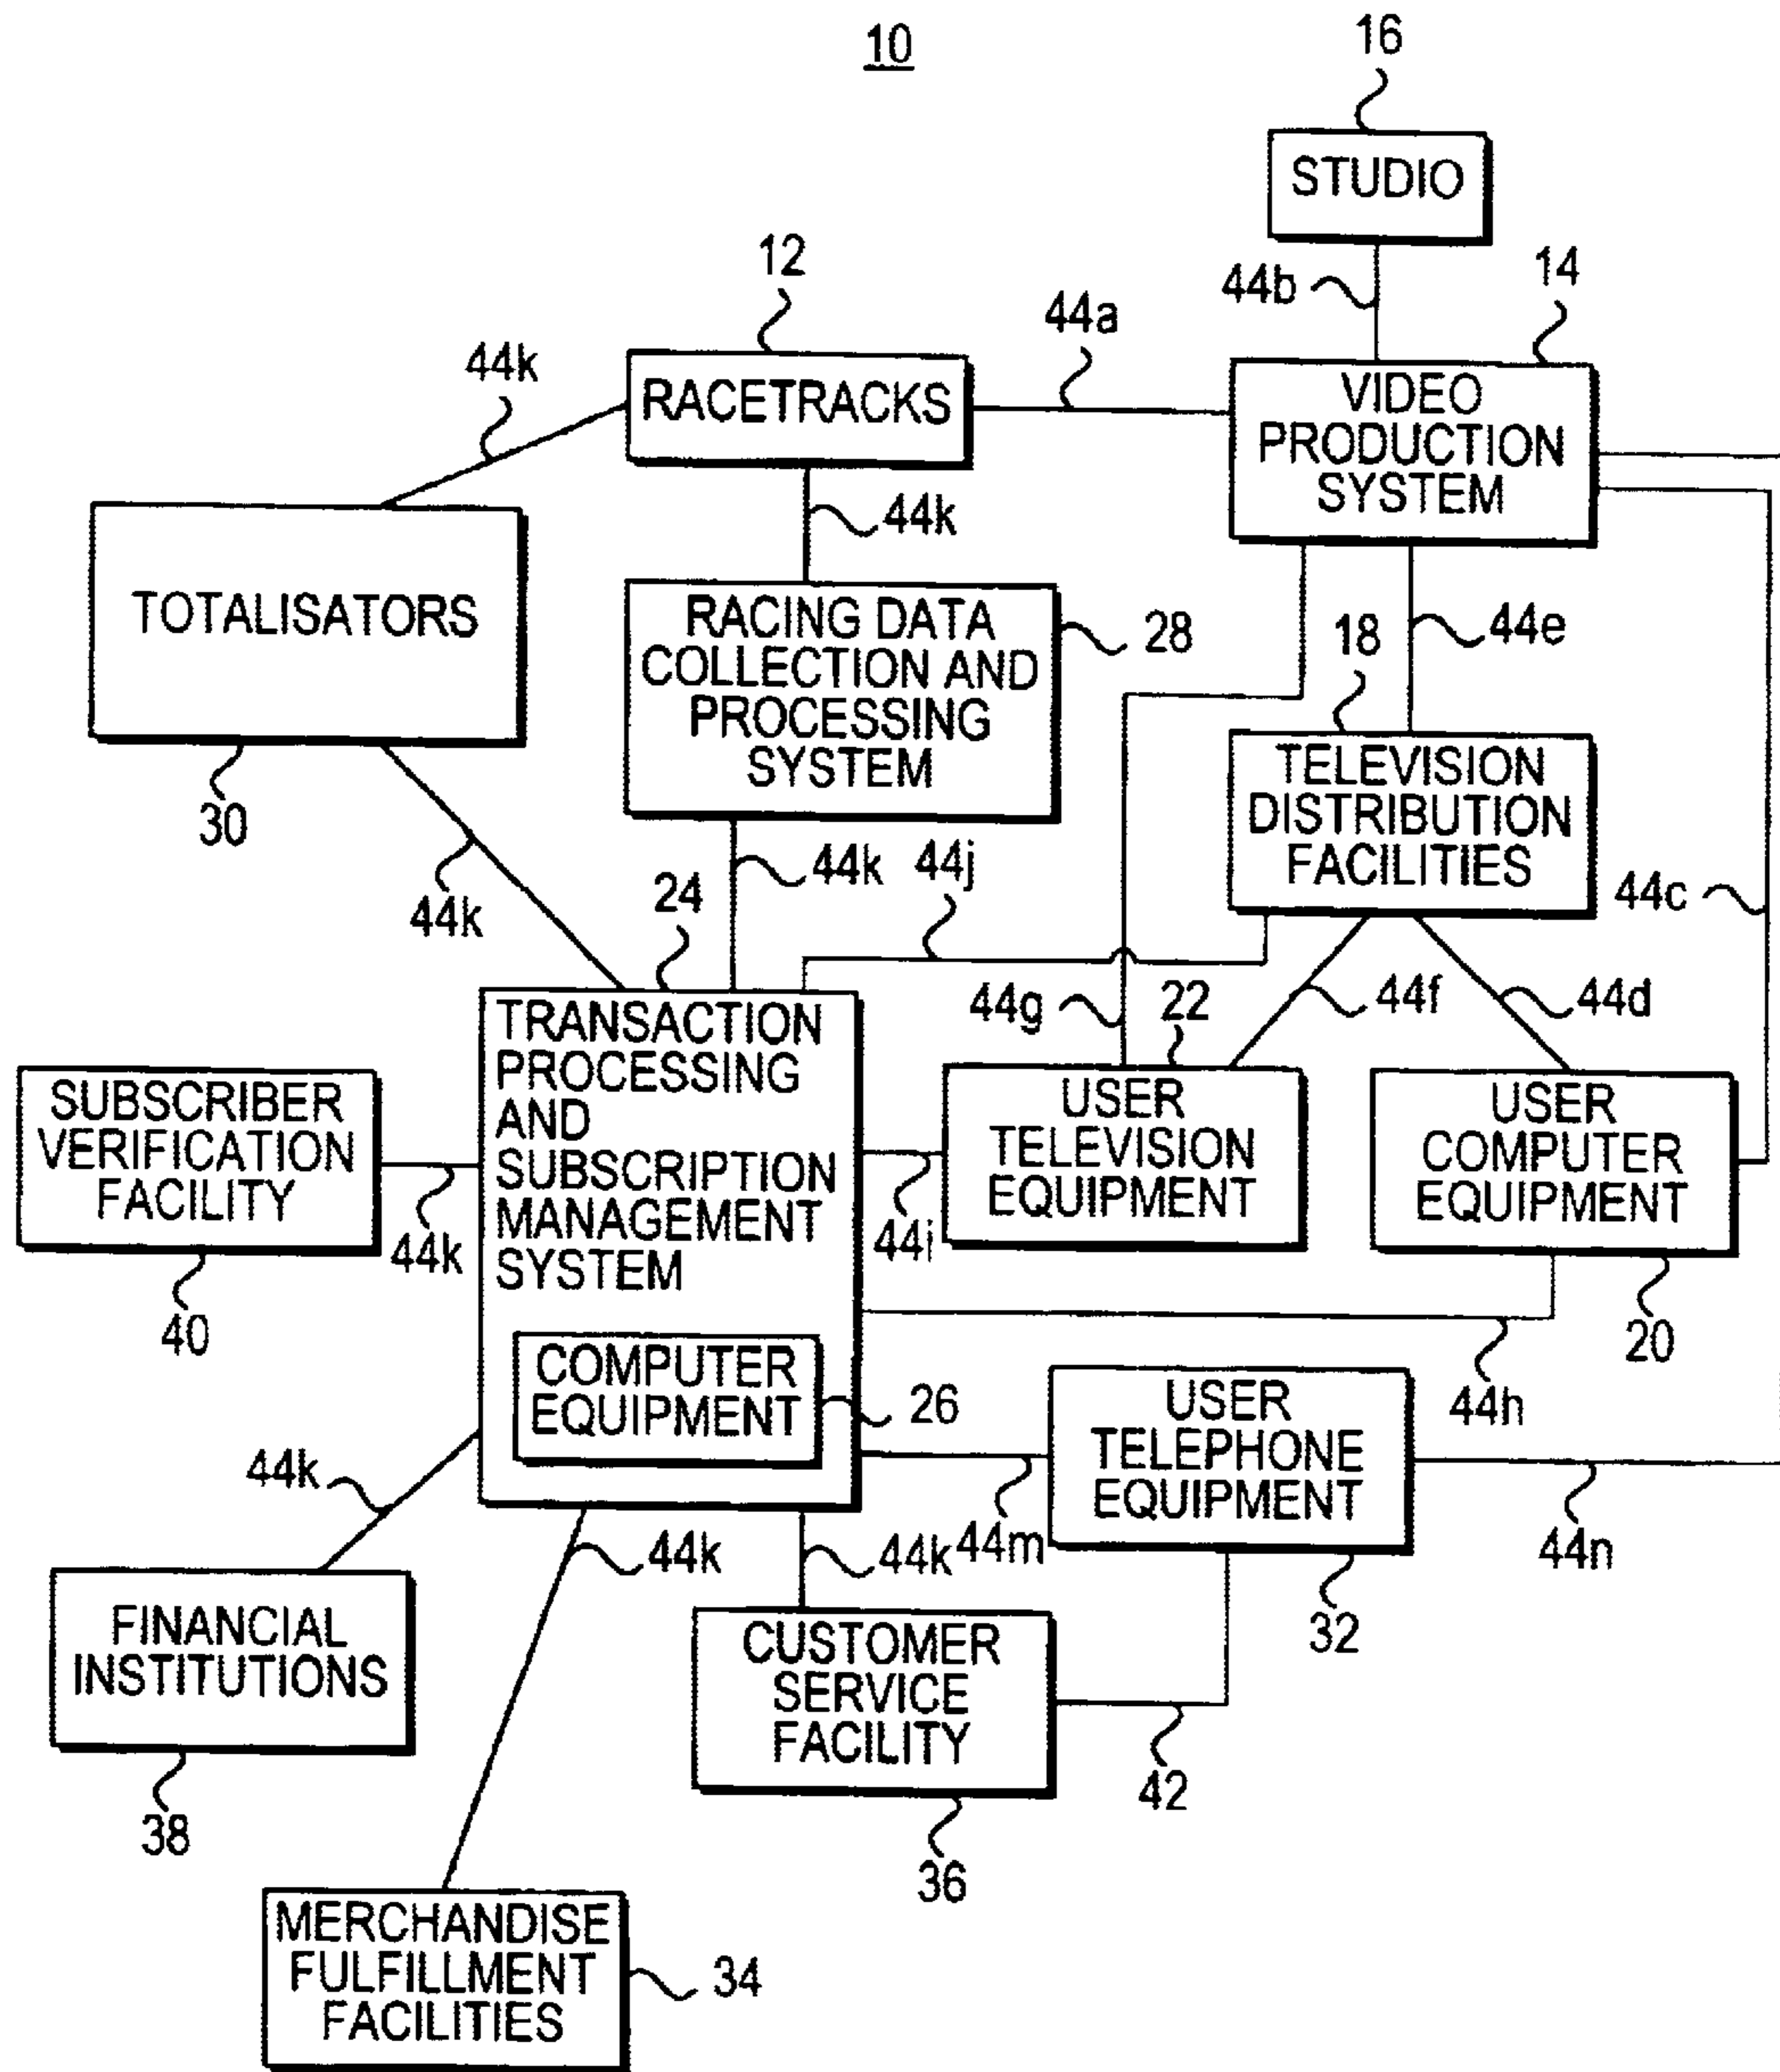 10
16
STUDIO
12
44b
14
44a
44k
RACETRACKS
VIDEO
PRODUCTION
SYSTEM
44k
TOTALISATORS
RACING DATA
COLLECTION AND
PROCESSING
SYSTEM
28
18
44e
30
TELEVISION
DISTRIBUTION
FACILITIES
44k
24
44k
44j
44c
44g
22
44f
44d
TRANSACTION
PROCESSING
AND
SUBSCRIPTION
MANAGEMENT
SYSTEM
SUBSCRIBER
VERIFICATION
FACILITY
USER
TELEVISION
EQUIPMENT
USER
COMPUTER
EQUIPMENT
44k
44i
40
20
COMPUTER
EQUIPMENT
26
44h
USER
TELEPHONE
EQUIPMENT
44k
44k
44k
44m
44n
32
FINANCIAL
INSTITUTIONS
CUSTOMER
SERVICE
FACILITY
42
38
36
MERCHANDISE
FULFILLMENT
FACILITIES
34